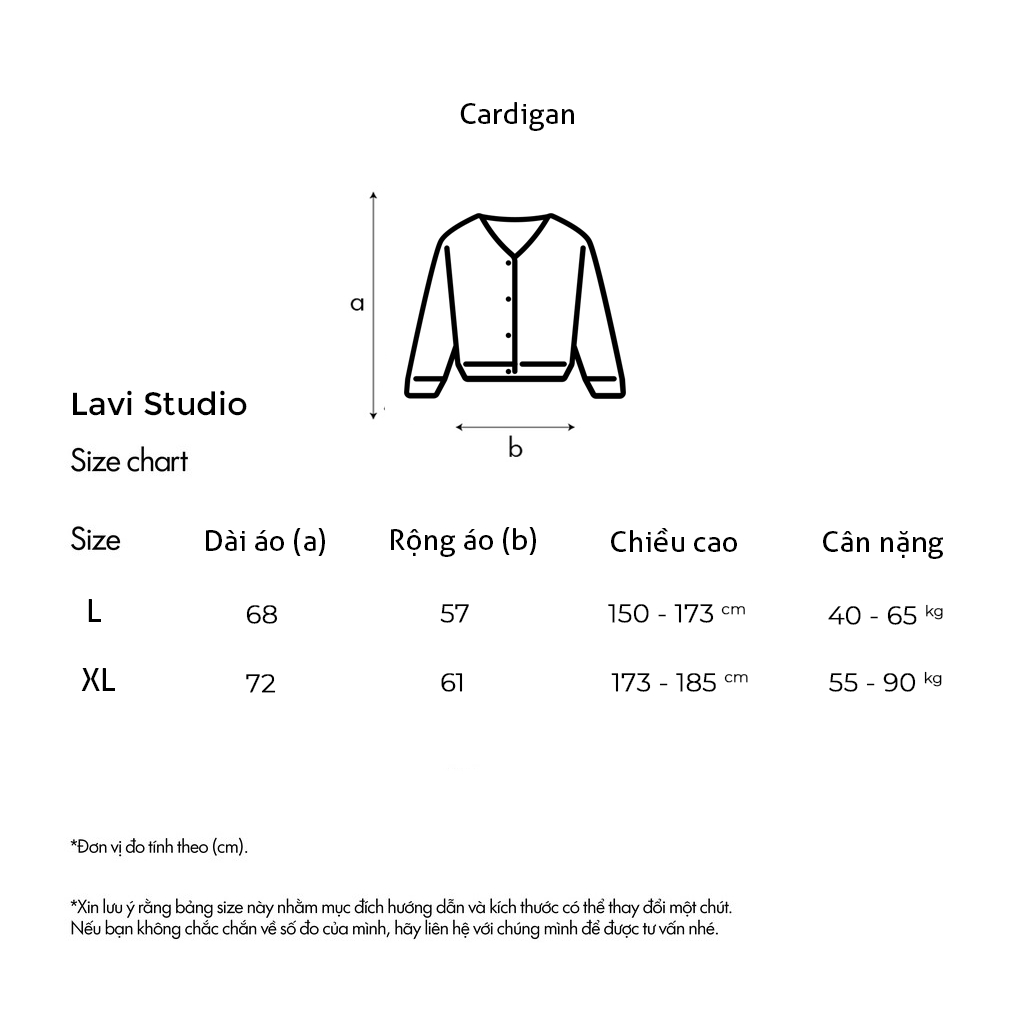 Cardigan
a
b
Lavi Studio
Size chart
Size Dài áo (a) Rộng áo (b) Chiều cao Cân nặng
L 68 57 150 - 173 cm 40 - 65 kg
XL 72 61 173 - 185 cm 55 - 90 kg
*Đơn vị đo tính theo (cm).
*Xin lưu ý rằng bảng size này nhằm mục đích hướng dẫn và kích thước có thể thay đổi một chút.
Nếu bạn không chắc chắn về số đo của mình, hãy liên hệ với chúng mình để được tư vấn nhé.